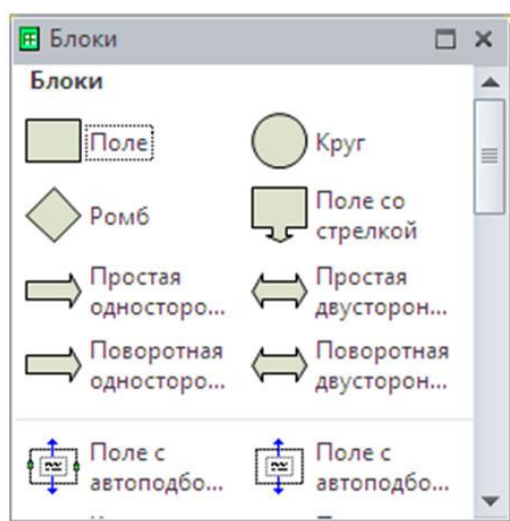 Блоки
Блоки
Поле
Круг
Ромб
Поле со
стрелкой
Простая
односторо...
Простая
двусторон...
Поворотная
односторо...
Поворотная
двусторон...
Поле с
автоподбо...
Поле с
автоподбо...